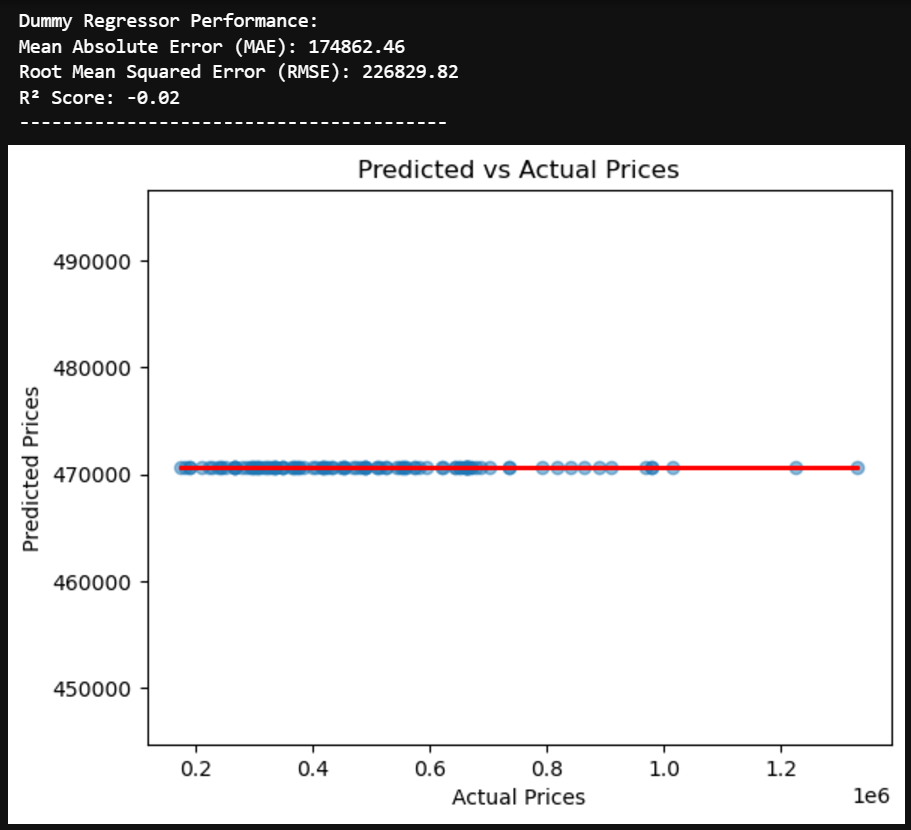 Dummy Regressor Performance:
Mean Absolute Error (MAE): 174862.46
Root Mean Squared Error (RMSE): 226829.82
R² Score: -0.02
----------------------------------------
Predicted vs Actual Prices
490000
480000
470000
460000
450000
Predicted Prices
0.2 0.4 0.6 0.8 1.0 1.2
Actual Prices
1e6